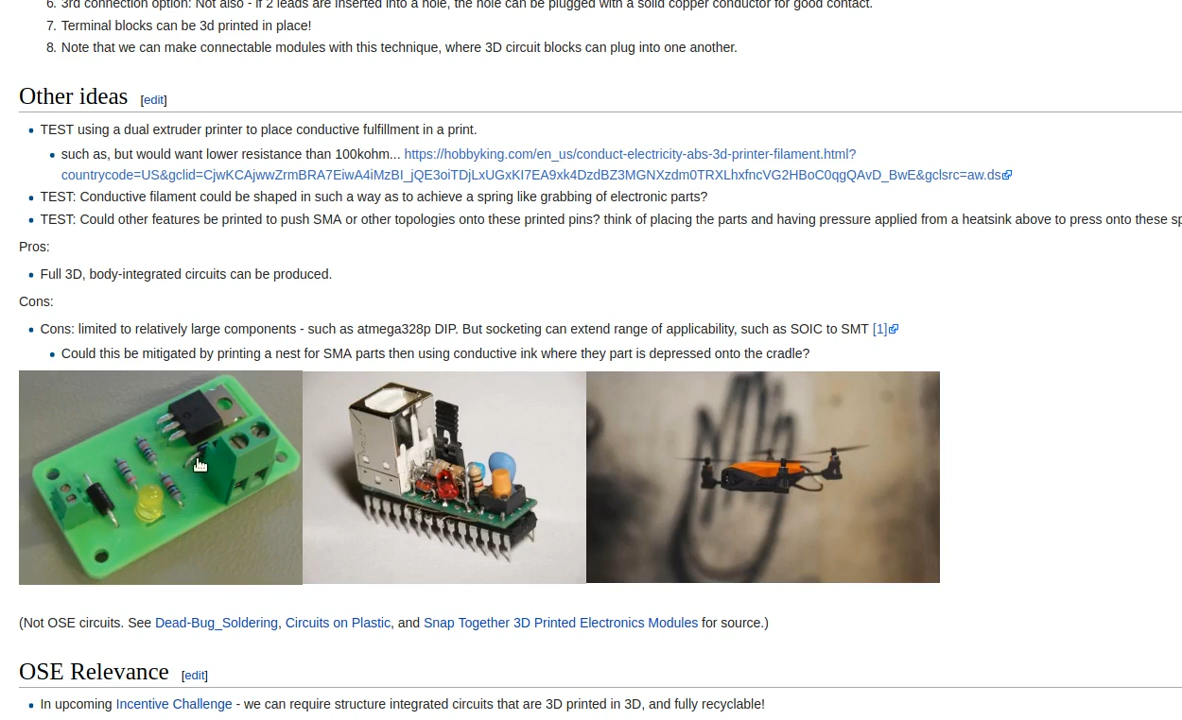 6. 3rd connection option: Not also - if 2 leads are inserted into a hole, the hole can be plugged with a solid copper conductor for good contact.
7. Terminal blocks can be 3d printed in place!
8. Note that we can make connectable modules with this technique, where 3D circuit blocks can plug into one another.
Other ideas [edit]
TEST using a dual extruder printer to place conductive fulfillment in a print.
such as, but would want lower resistance than 100kohm... https://hobbyking.com/en_us/conduct-electricity-abs-3d-printer-filament.html?
countrycode=US&gclid=CjwKCAjwwZrmBRA7EiwA4iMzBI_jQE3oiTDjLxUGxKI7EA9xk4DzdBZ3MGNXzdm0TRXLhxfncVG2HBoC0qgQAvD_BwE&gclsrc=aw.ds
TEST: Conductive filament could be shaped in such a way as to achieve a spring like grabbing of electronic parts?
TEST: Could other features be printed to push SMA or other topologies onto these printed pins? think of placing the parts and having pressure applied from a heatsink above to press onto these sp
Pros:
Full 3D, body-integrated circuits can be produced.
Cons:
Cons: limited to relatively large components - such as atmega328p DIP. But socketing can extend range of applicability, such as SOIC to SMT [1]
Could this be mitigated by printing a nest for SMA parts then using conductive ink where they part is depressed onto the cradle?
(Not OSE circuits. See Dead-Bug_Soldering, Circuits on Plastic, and Snap Together 3D Printed Electronics Modules for source.)
OSE Relevance [edit]
In upcoming Incentive Challenge - we can require structure integrated circuits that are 3D printed in 3D, and fully recyclable!